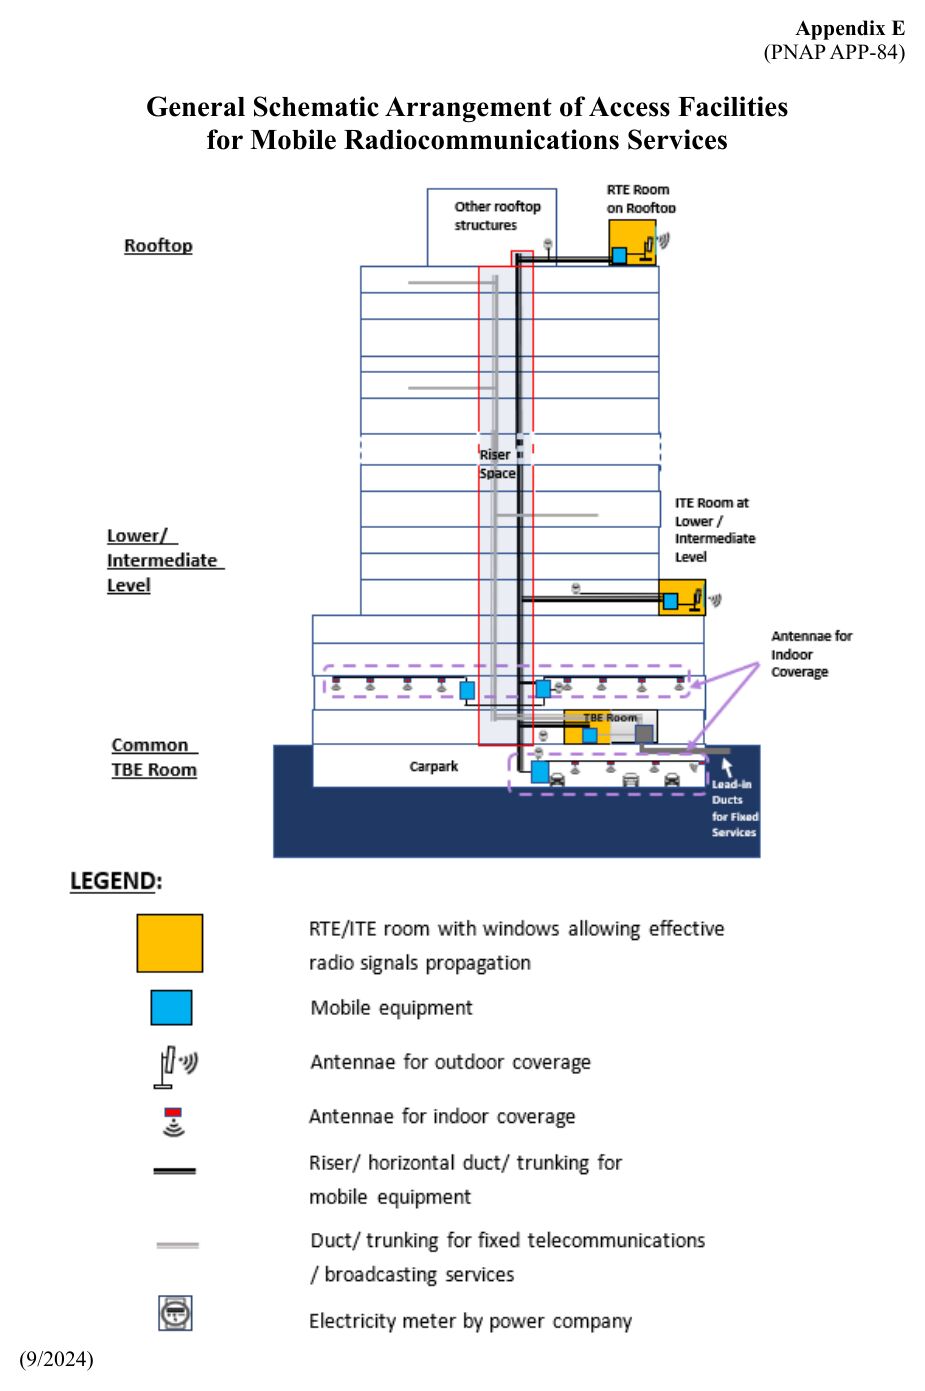 Appendix E
(PNAP APP-84)
General Schematic Arrangement of Access Facilities
for Mobile Radiocommunications Services
RTE Room
on Rooftop
Other rooftop
structures
Rooftop
Riser
Space
ITE Room at
Lower /
Intermediate
Level
Lower/
Intermediate
Level
Antennae for
Indoor
Coverage
TBE Room
Common
TBE Room
Carpark
Lead-in
Ducts
for Fixed
Services
LEGEND:
RTE/ITE room with windows allowing effective
radio signals propagation
Mobile equipment
Antennae for outdoor coverage
Antennae for indoor coverage
Riser/ horizontal duct/ trunking for
mobile equipment
Duct/ trunking for fixed telecommunications
/ broadcasting services
Electricity meter by power company
(9/2024)